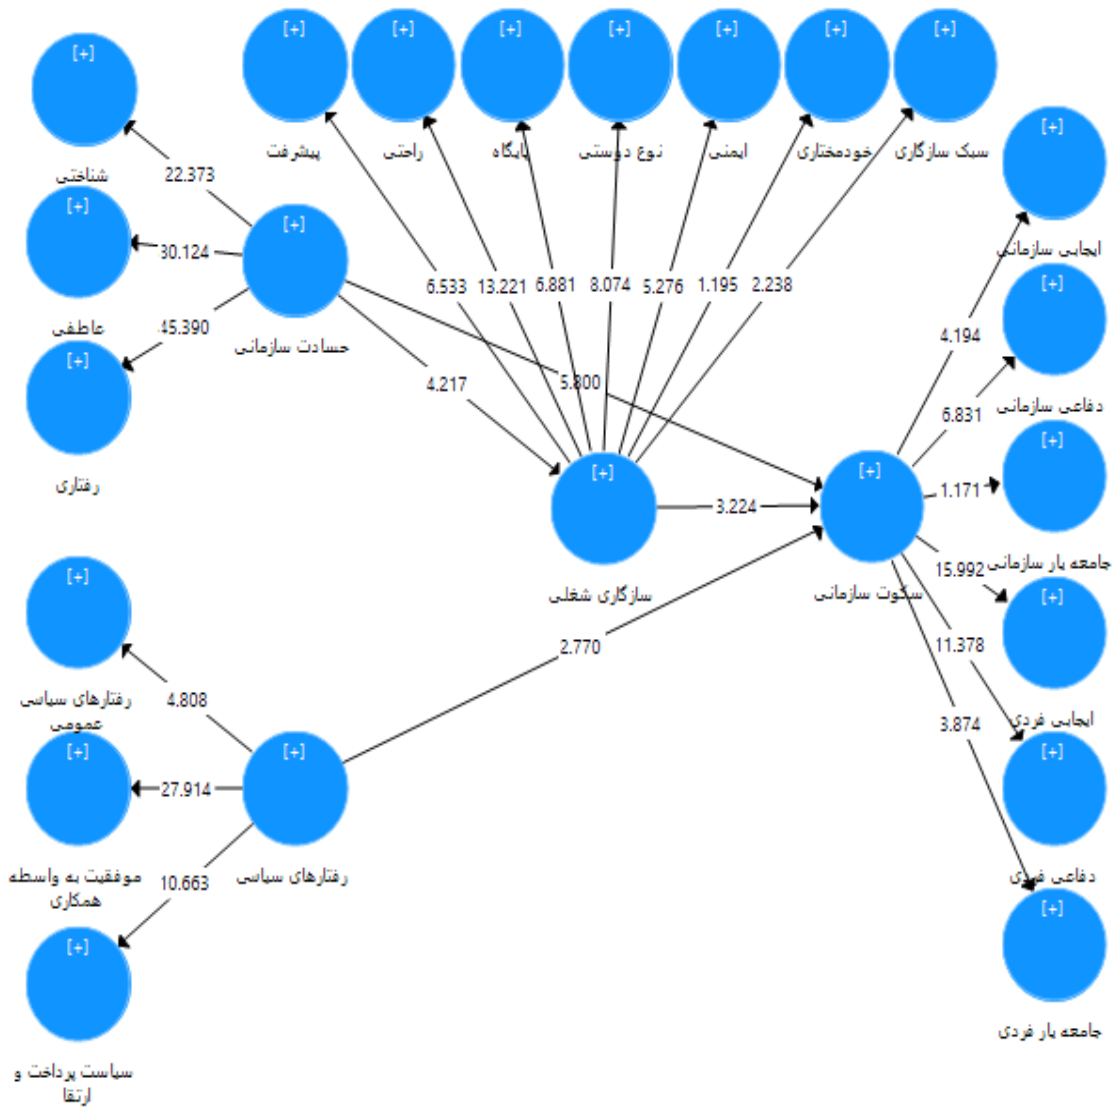 [+]
[+]
[+]
[+]
[+]
[+]
[+]
[+]
پیشرفت
راحتی
پایگاه
نوع دوستی
ایمنی
خودمختاری
سبک سازگاری
شناختی
22.373
[+]
[+]
عاطفی
30.124
[+]
حسادت سازمانی
45.390
[+]
رفتاری
6.533
13.221
6.881
8.074
5.276
1.195
2.238
4.217
5.800
[+]
سازگاری شغلی
3.224
[+]
سکوت سازمانی
ایجابی سازمانی
4.194
[+]
دفاعی سازمانی
6.831
[+]
جامعه یار سازمانی
1.171
[+]
ایجابی فردی
15.992
[+]
دفاعی فردی
11.378
[+]
جامعه یار فردی
3.874
[+]
2.770
[+]
رفتارهای سیاسی
عمومی
4.808
[+]
موفقیت به واسطه
همکاری
27.914
[+]
رفتارهای سیاسی
10.663
[+]
سیاست پرداخت و
ارتقا